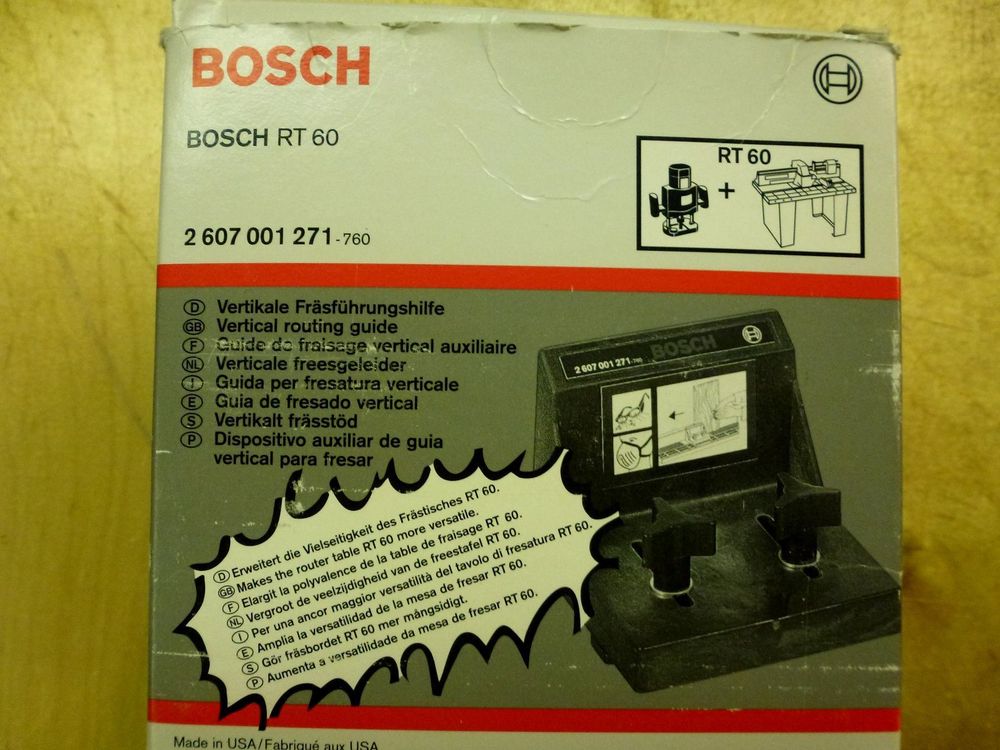 BOSCH
BOSCH RT 60
RT 60
+
2 607 001 271-760
D Vertikale Fräsführungshilfe
GB Vertical routing guide
F Guide de fraisage vertical auxiliaire
NL Verticale freesgeleider
I Guida per fresatura verticale
E Guia de fresado vertical
S Vertikalt frässtöd
P Dispositivo auxiliar de guia
vertical para fresar
BOSCH
2 607 001 271-760
D Erweitert die Vielseitigkeit des Frästisches RT 60.
GB Makes the router table RT 60 more versatile.
F Elargit la polyvalence de la table de fraisage RT 60.
NL Vergroot de veelzijdigheid van de freestafel RT 60.
I Per una ancor maggior versatilità del tavolo di fresatura RT 60.
E Amplia la versatilidad de la mesa de fresar RT 60.
S Gör fräsbordet RT 60 mer mångsidigt.
P Aumenta a versatilidade da mesa de fresar RT 60.
Made in USA/Fabriqué aux USA